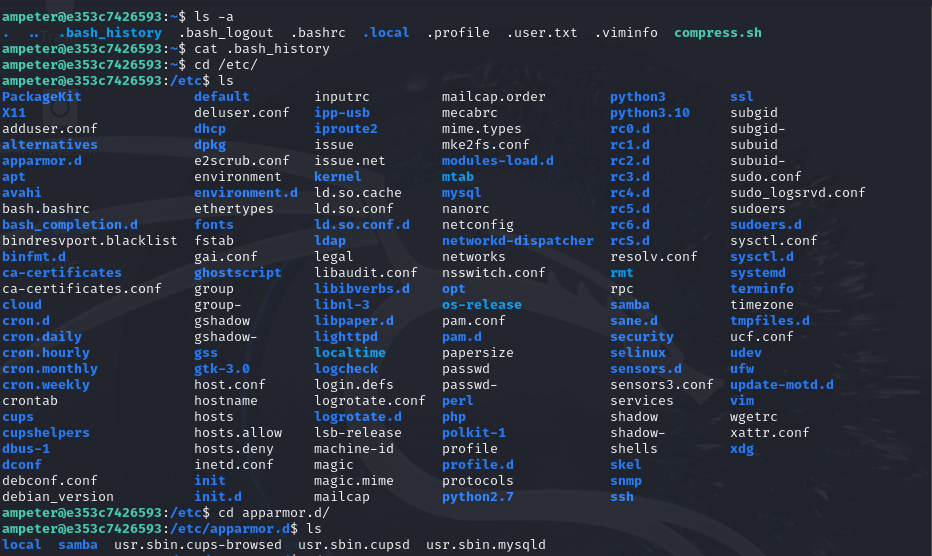 ampeter@e353c7426593:~$ ls -a
. .. .bash_history .bash_logout .bashrc .local .profile .user.txt .viminfo compress.sh
ampeter@e353c7426593:~$ cat .bash_history
ampeter@e353c7426593:~$ cd /etc/
ampeter@e353c7426593:/etc$ ls
PackageKit default inputrc mailcap.order python3 ssl
X11 deluser.conf ipp-usb mecabrc python3.10 subgid
adduser.conf dhcp iproute2 mime.types rc0.d subgid-
alternatives dpkg issue mke2fs.conf rc1.d subuid
apparmor.d e2scrub.conf issue.net modules-load.d rc2.d subuid-
apt environment kernel mtab rc3.d sudo.conf
avahi environment.d ld.so.cache mysql rc4.d sudo_logsrvd.conf
bash.bashrc ethertypes ld.so.conf nanorc rc5.d sudoers
bash_completion.d fonts ld.so.conf.d netconfig rc6.d sudoers.d
bindresvport.blacklist fstab ldap networkd-dispatcher rcS.d sysctl.conf
binfmt.d gai.conf legal networks resolv.conf sysctl.d
ca-certificates ghostscript libaudit.conf nsswitch.conf rmt systemd
ca-certificates.conf group libibverbs.d opt rpc terminfo
cloud group- libnl-3 os-release samba timezone
cron.d gshadow libpaper.d pam.conf sane.d tmpfiles.d
cron.daily gshadow- lighttpd pam.d security ucf.conf
cron.hourly gss localtime papersize selinux udev
cron.monthly gtk-3.0 logcheck passwd sensors.d ufw
cron.weekly host.conf login.defs passwd- sensors3.conf update-motd.d
crontab hostname logrotate.conf perl services vim
cups hosts logrotate.d php shadow wgetrc
cupshelpers hosts.allow lsb-release polkit-1 shadow- xattr.conf
dbus-1 hosts.deny machine-id profile shells xdg
dconf inetd.conf magic profile.d skel
debconf.conf init magic.mime protocols snmp
debian_version init.d mailcap python2.7 ssh
ampeter@e353c7426593:/etc$ cd apparmor.d/
ampeter@e353c7426593:/etc/apparmor.d$ ls
local samba usr.sbin.cups-browsed usr.sbin.cupsd usr.sbin.mysqld